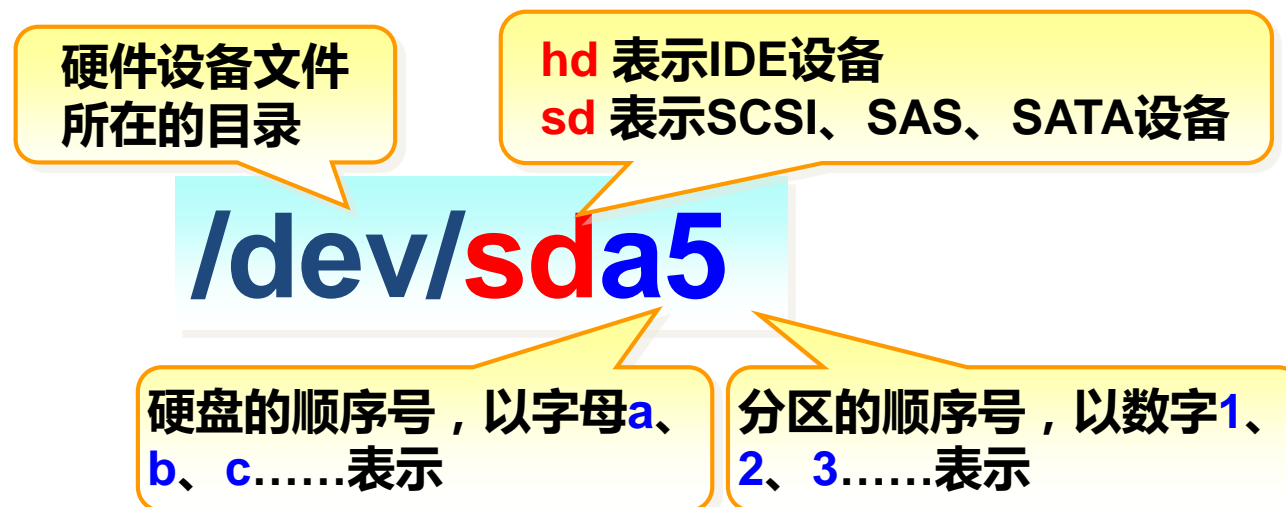 硬件设备文件
所在的目录
hd 表示IDE设备
sd 表示SCSI、SAS、SATA设备
/dev/sda5
硬盘的顺序号，以字母a、
b、c……表示
分区的顺序号，以数字1、
2、3……表示